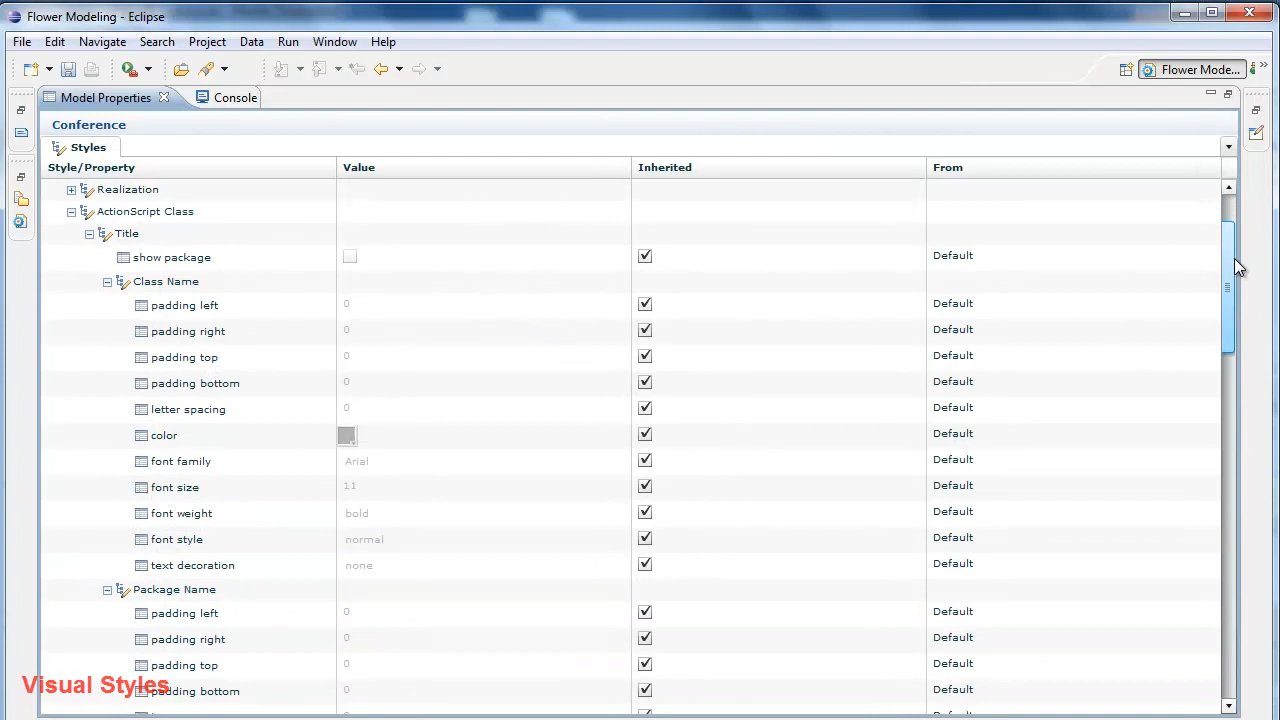 Flower Modeling - Eclipse
File Edit Navigate Search Project Data Run Window Help
Flower Mode...
Model Properties Console
Conference
Styles
Style/Property Value Inherited From
Realization
ActionScript Class
Title
show package Default
Class Name
padding left 0 Default
padding right 0 Default
padding top 0 Default
padding bottom 0 Default
letter spacing 0 Default
color Default
font family Arial Default
font size 11 Default
font weight bold Default
font style normal Default
text decoration none Default
Package Name
padding left 0 Default
padding right 0 Default
padding top 0 Default
padding bottom 0 Default
Visual Styles